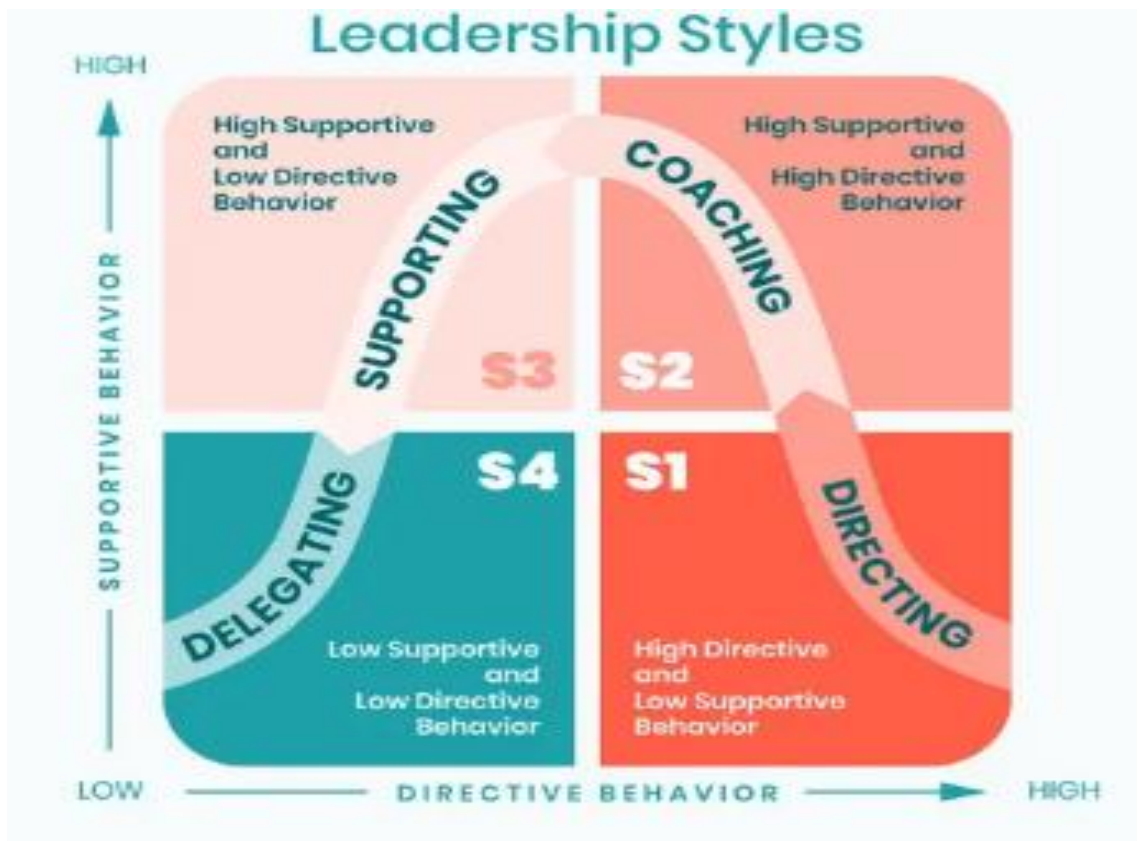 Leadership Styles
HIGH
High Supportive
and
Low Directive
Behavior
SUPPORTING
S3
High Supportive
and
High Directive
Behavior
COACHING
S2
SUPPORTIVE BEHAVIOR
S4
DELEGATING
Low Supportive
and
Low Directive
Behavior
S1
DIRECTING
High Directive
and
Low Supportive
Behavior
LOW
DIRECTIVE BEHAVIOR
HIGH